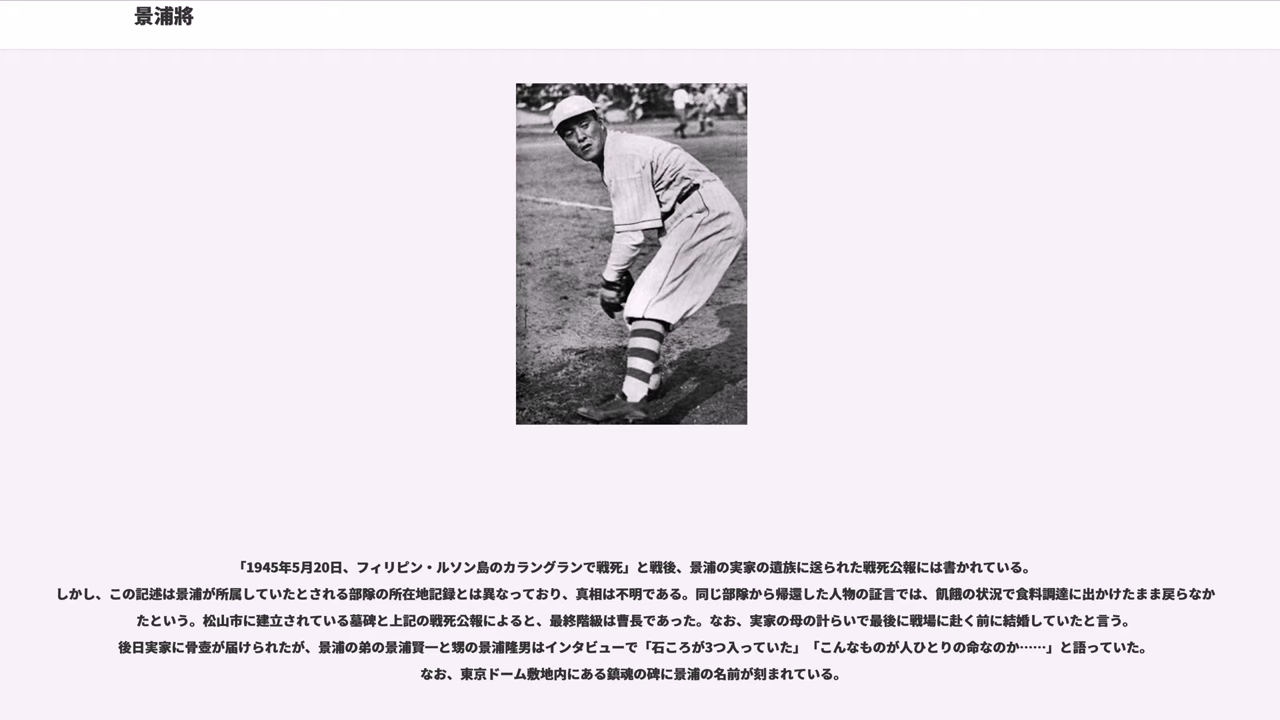 景浦將
「1945年5月20日、フィリピン・ルソン島のカラングランで戦死」と戦後、景浦の実家の遺族に送られた戦死公報には書かれている。
しかし、この記述は景浦が所属していたとされる部隊の所在地記録とは異なっており、真相は不明である。同じ部隊から帰還した人物の証言では、飢餓の状況で食料調達に出かけたまま戻らなか
たという。松山市に建立されている墓碑と上記の戦死公報によると、最終階級は曹長であった。なお、実家の母の計らいで最後に戦場に赴く前に結婚していたと言う。
後日実家に骨壺が届けられたが、景浦の弟の景浦賢一と甥の景浦隆男はインタビューで「石ころが3つ入っていた」「こんなものが人ひとりの命なのか……」と語っていた。
なお、東京ドーム敷地内にある鎮魂の碑に景浦の名前が刻まれている。